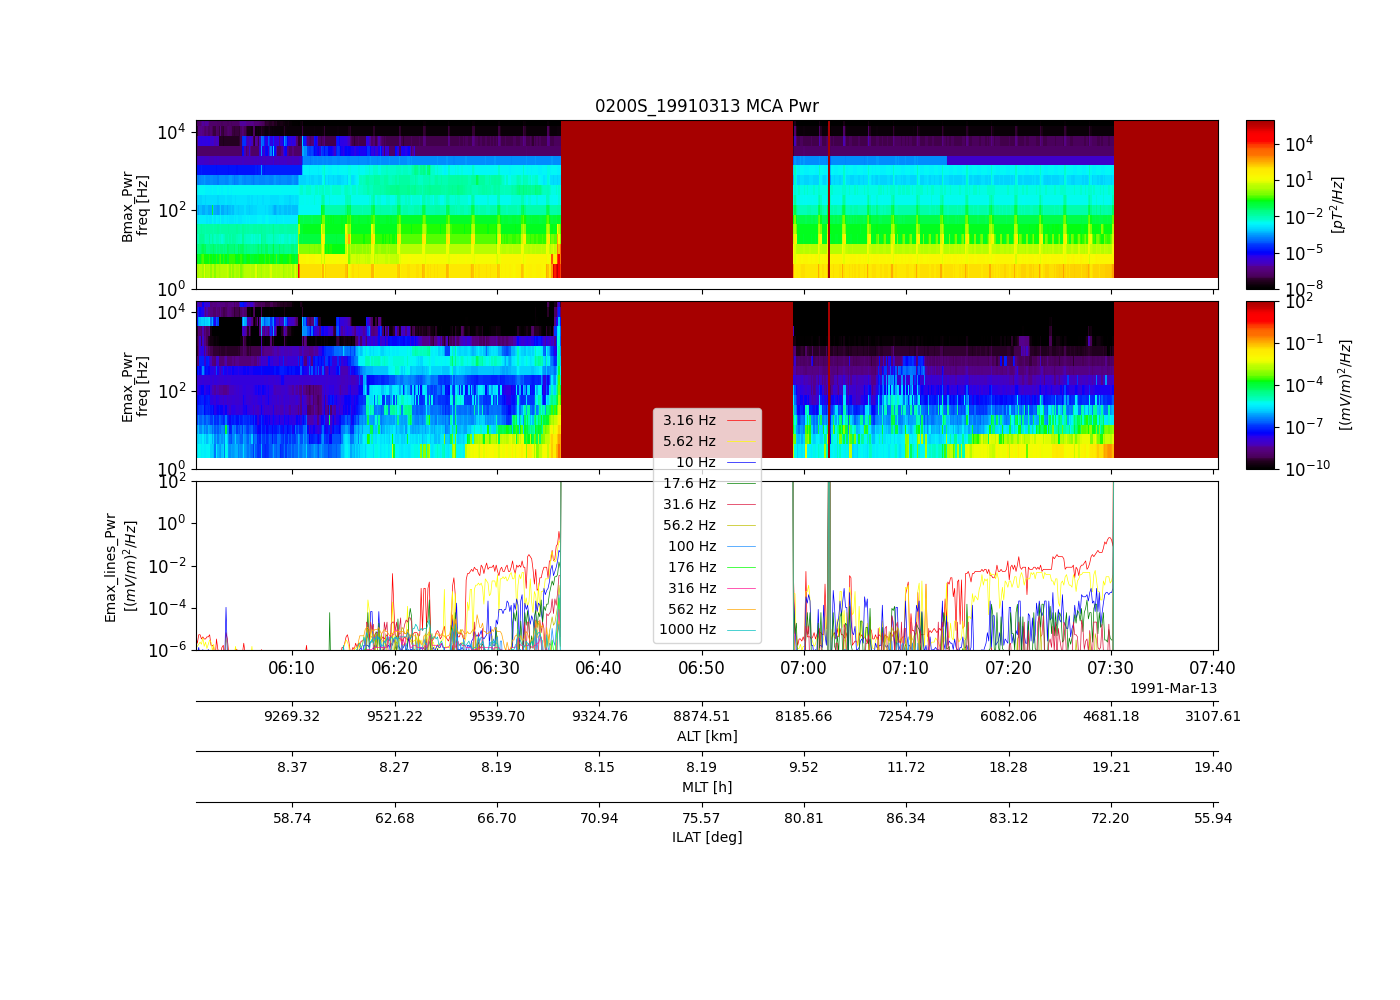 0200S_19910313 MCA Pwr
10^4
10^2
10^0
Bmax_Pwr
freq [Hz]
10^4
10^1
10^-2
10^-5
10^-8
[pT^2/Hz]
10^4
10^2
10^0
Emax_Pwr
freq [Hz]
10^2
10^-1
10^-4
10^-7
10^-10
[(mV/m)^2/Hz]
3.16 Hz
5.62 Hz
10 Hz
17.6 Hz
31.6 Hz
56.2 Hz
100 Hz
176 Hz
316 Hz
562 Hz
1000 Hz
10^2
10^0
10^-2
10^-4
10^-6
Emax_lines_Pwr
[(mV/m)^2/Hz]
06:10 06:20 06:30 06:40 06:50 07:00 07:10 07:20 07:30 07:40
1991-Mar-13
9269.32 9521.22 9539.70 9324.76 8874.51 8185.66 7254.79 6082.06 4681.18 3107.61
ALT [km]
8.37 8.27 8.19 8.15 8.19 9.52 11.72 18.28 19.21 19.40
MLT [h]
58.74 62.68 66.70 70.94 75.57 80.81 86.34 83.12 72.20 55.94
ILAT [deg]